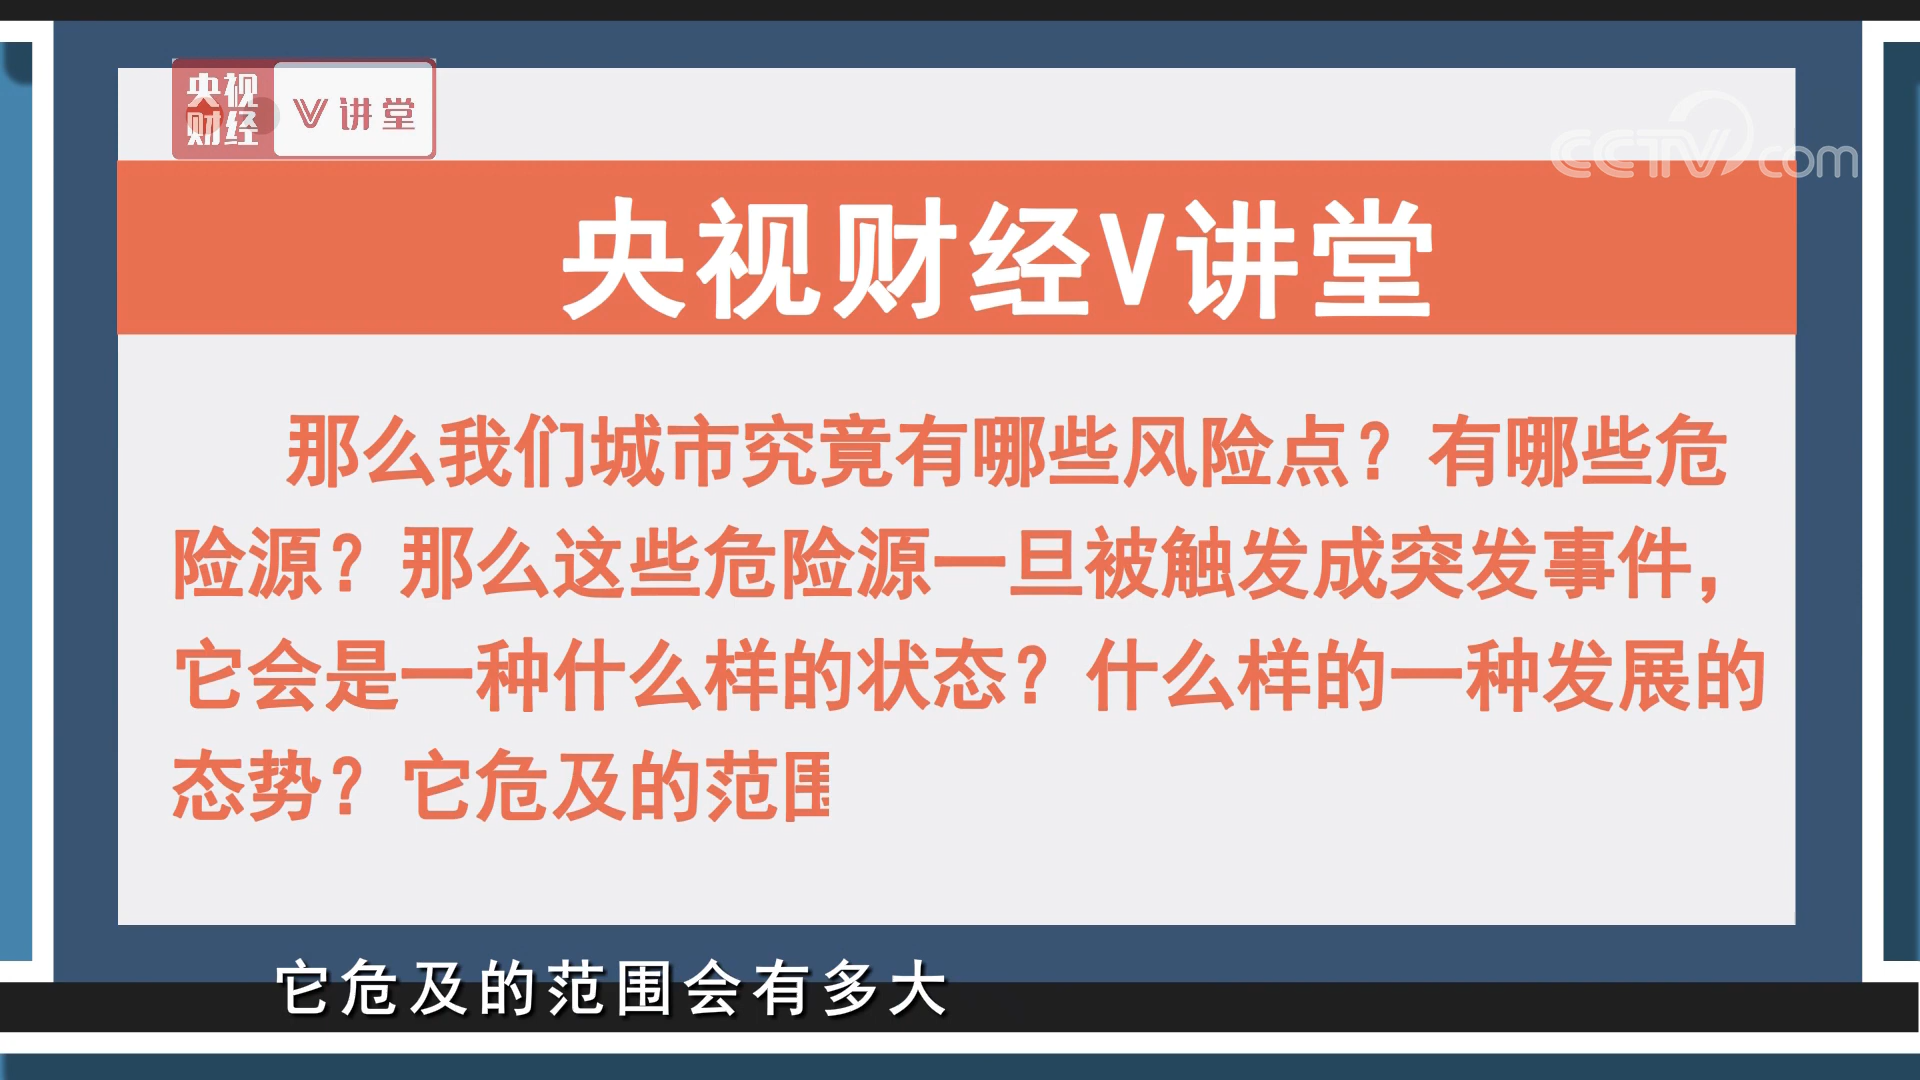 央视
财经
V讲堂
CCTV.com
央视财经V讲堂
那么我们城市究竟有哪些风险点？有哪些危
险源？那么这些危险源一旦被触发成突发事件，
它会是一种什么样的状态？什么样的一种发展的
态势？它危及的范围
它危及的范围会有多大